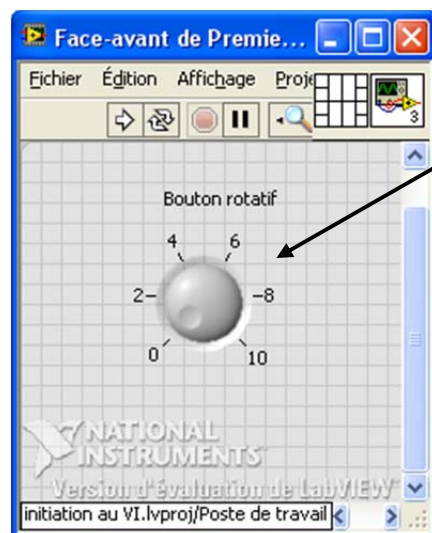 Face-avant de Premie...
Fichier Édition Affichage Proje
3
Bouton rotatif
4 6
2 8
0 10
NATIONAL
INSTRUMENTS
Version d'évaluation de LabVIEW
initiation au VI.lvproj/Poste de travail